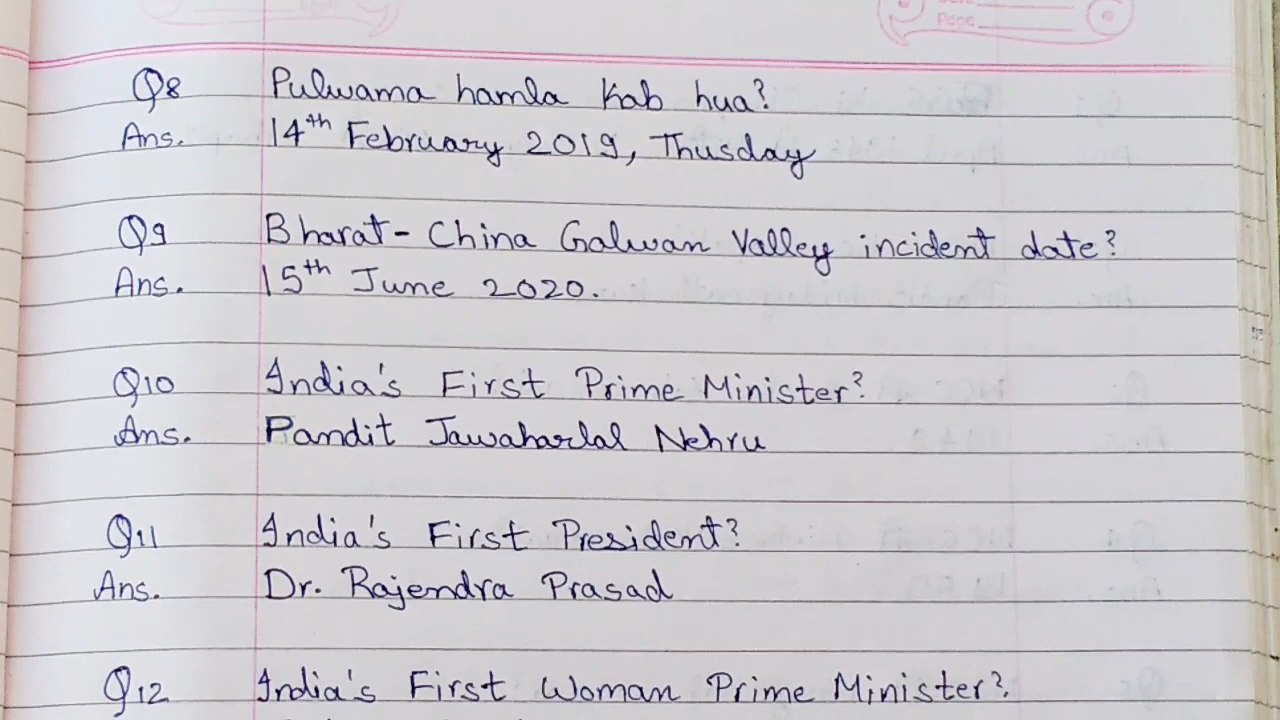 Page
Q8 Pulwama hamla kab hua?
Ans. 14th February 2019, Thusday
Q9 Bharat-China Galwan Valley incident date?
Ans. 15th June 2020.
Q10 India's First Prime Minister?
Ans. Pandit Jawaharlal Nehru
Q11 India's First President?
Ans. Dr. Rajendra Prasad
Q12 India's First Woman Prime Minister?